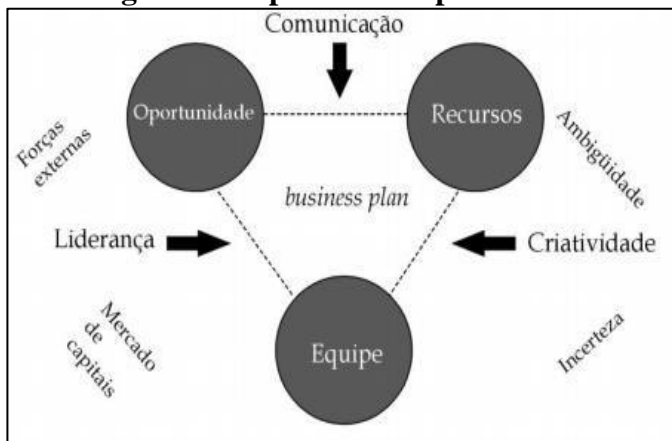 Comunicação
Oportunidade
Recursos
Forças
externas
Ambigüidade
business plan
Liderança
Criatividade
Mercado
de
capitais
Equipe
Incerteza